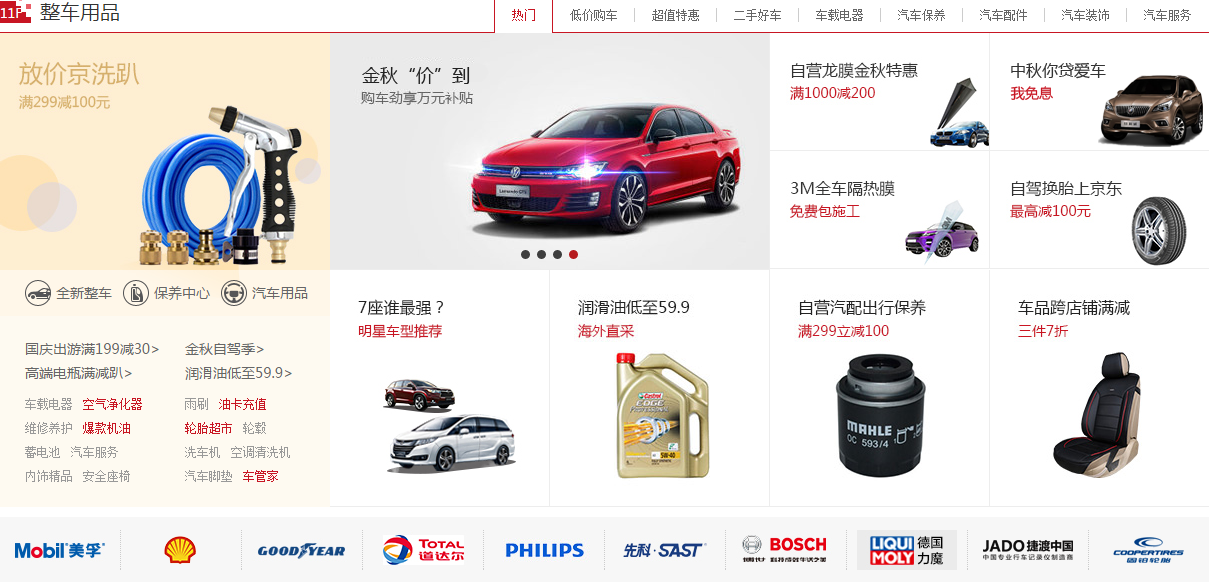 11F 整车用品
热门
低价购车
超值特惠
二手好车
车载电器
汽车保养
汽车配件
汽车装饰
汽车服务
放价京洗趴
满299减100元
全新整车
保养中心
汽车用品
国庆出游满199减30>
金秋自驾季>
高端电瓶满减趴>
润滑油低至59.9>
车载电器 空气净化器
雨刷 油卡充值
维修养护 爆款机油
轮胎超市 轮毂
蓄电池 汽车服务
洗车机 空调清洗机
内饰精品 安全座椅
汽车脚垫 车管家
金秋“价”到
购车劲享万元补贴
自营龙膜金秋特惠
满1000减200
中秋你贷爱车
我免息
3M全车隔热膜
免费包施工
自驾换胎上京东
最高减100元
7座谁最强？
明星车型推荐
润滑油低至59.9
海外直采
Castrol
EDGE
PROFESSIONAL
5W-40
自营汽配出行保养
满299立减100
MAHLE
OC 593/4
车品跨店铺满减
三件7折
Mobil 美孚
GOODYEAR
TOTAL
道达尔
PHILIPS
先科·SAST
BOSCH
LIQUI
MOLY
德国
力魔
JADO 捷渡中国
中国专业行车记录仪制造商
COOPERTIRES
固铂轮胎